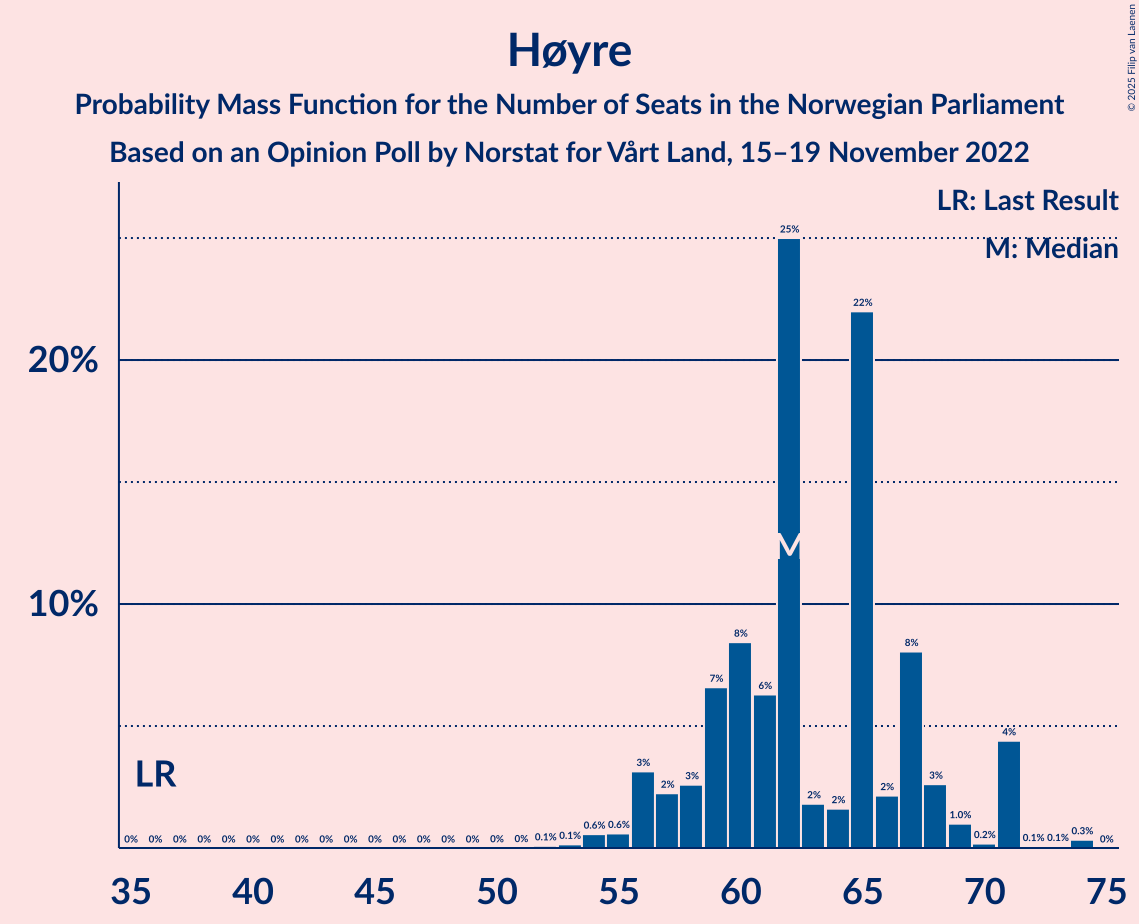 Høyre
Probability Mass Function for the Number of Seats in the Norwegian Parliament
Based on an Opinion Poll by Norstat for Vårt Land, 15–19 November 2022
© 2025 Filip van Laenen
LR: Last Result
M: Median
25%
22%
20%
M
10%
8%
8%
7%
6%
4%
LR
3%
2%
3%
2%
2%
2%
3%
0% 0% 0% 0% 0% 0% 0% 0% 0% 0% 0% 0% 0% 0% 0% 0% 0% 0.1% 0.1% 0.6% 0.6% 1.0% 0.2% 0.1% 0.1% 0.3% 0%
35 40 45 50 55 60 65 70 75